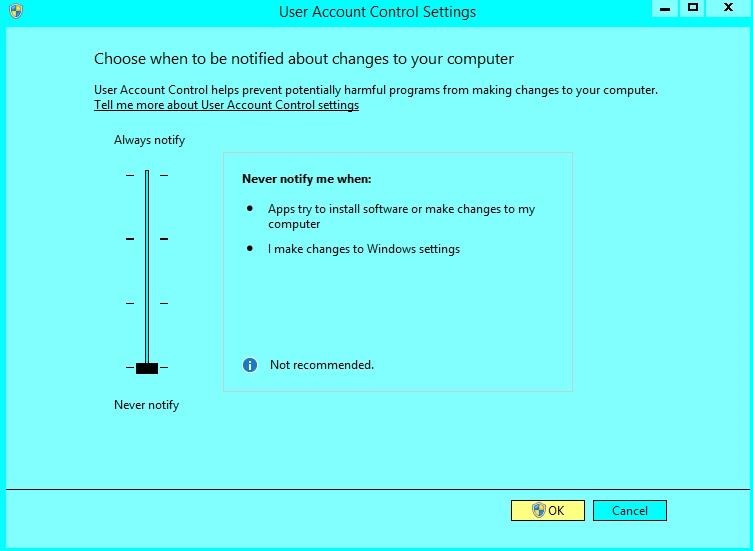 User Account Control Settings
Choose when to be notified about changes to your computer
User Account Control helps prevent potentially harmful programs from making changes to your computer.
Tell me more about User Account Control settings
Always notify
Never notify me when:
• Apps try to install software or make changes to my
computer
• I make changes to Windows settings
Not recommended.
Never notify
OK
Cancel